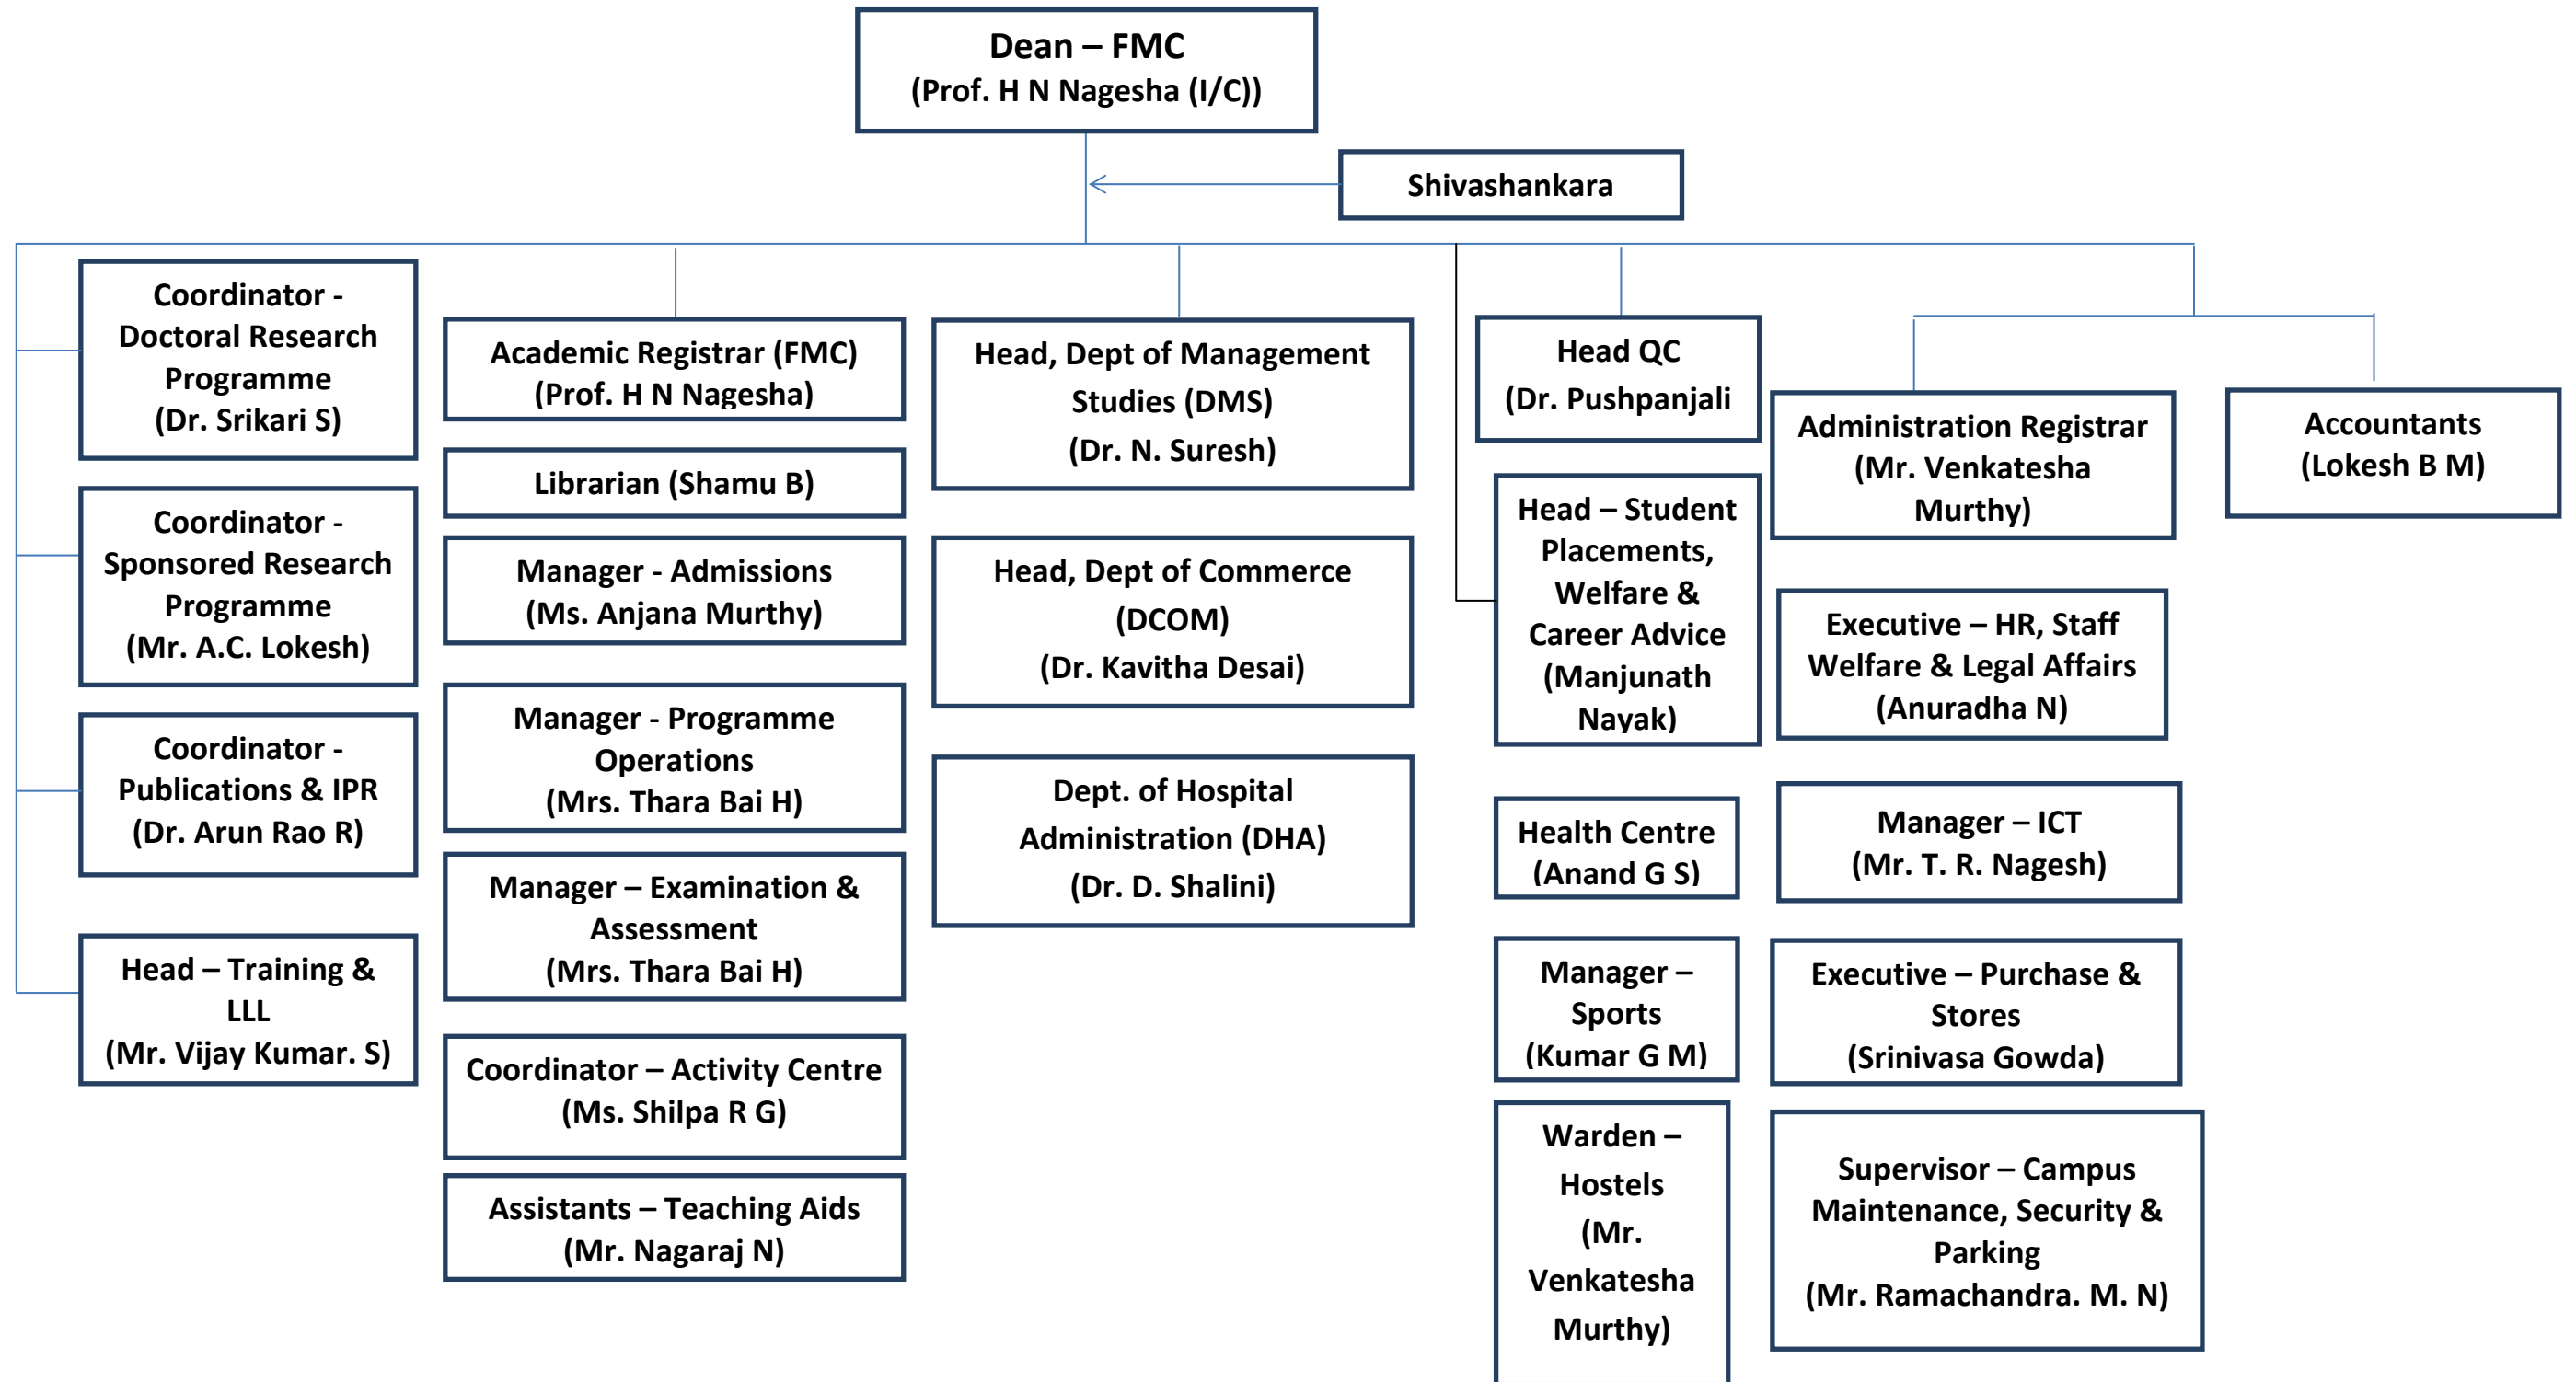 Dean – FMC
(Prof. H N Nagesha (I/C))
Shivashankara
Coordinator -
Doctoral Research
Programme
(Dr. Srikari S)
Coordinator -
Sponsored Research
Programme
(Mr. A.C. Lokesh)
Coordinator -
Publications & IPR
(Dr. Arun Rao R)
Head – Training &
LLL
(Mr. Vijay Kumar. S)
Academic Registrar (FMC)
(Prof. H N Nagesha)
Librarian (Shamu B)
Manager - Admissions
(Ms. Anjana Murthy)
Manager - Programme
Operations
(Mrs. Thara Bai H)
Manager – Examination &
Assessment
(Mrs. Thara Bai H)
Coordinator – Activity Centre
(Ms. Shilpa R G)
Assistants – Teaching Aids
(Mr. Nagaraj N)
Head, Dept of Management
Studies (DMS)
(Dr. N. Suresh)
Head, Dept of Commerce
(DCOM)
(Dr. Kavitha Desai)
Dept. of Hospital
Administration (DHA)
(Dr. D. Shalini)
Head QC
(Dr. Pushpanjali
Head – Student
Placements,
Welfare &
Career Advice
(Manjunath
Nayak)
Health Centre
(Anand G S)
Manager –
Sports
(Kumar G M)
Warden –
Hostels
(Mr.
Venkatesha
Murthy)
Administration Registrar
(Mr. Venkatesha
Murthy)
Executive – HR, Staff
Welfare & Legal Affairs
(Anuradha N)
Manager – ICT
(Mr. T. R. Nagesh)
Executive – Purchase &
Stores
(Srinivasa Gowda)
Supervisor – Campus
Maintenance, Security &
Parking
(Mr. Ramachandra. M. N)
Accountants
(Lokesh B M)